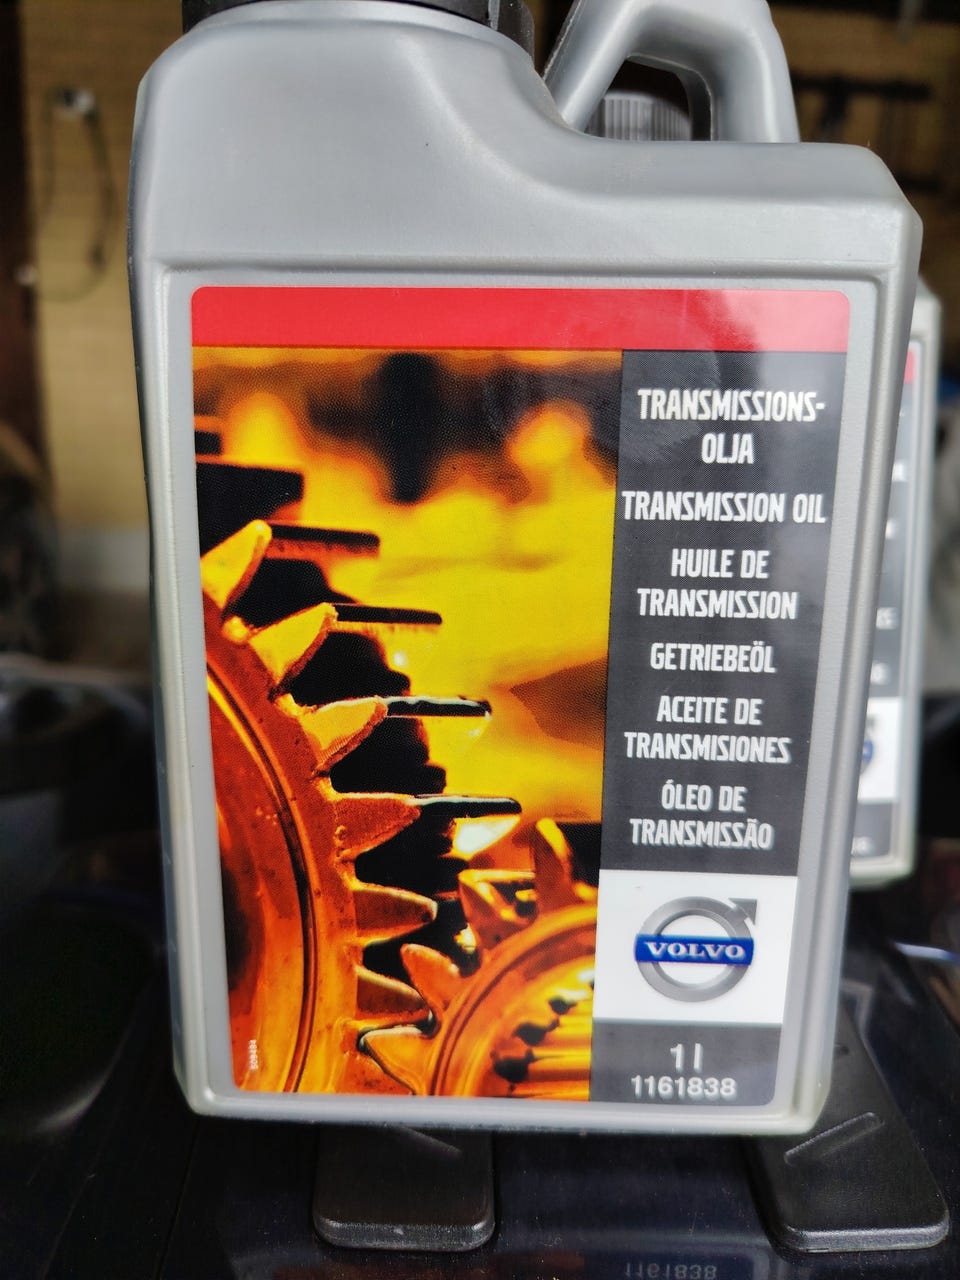 TRANSMISSIONS-
OLJA
TRANSMISSION OIL
HUILE DE
TRANSMISSION
GETRIEBEÖL
ACEITE DE
TRANSMISIONES
ÓLEO DE
TRANSMISSÃO
VOLVO
1 l
1161838